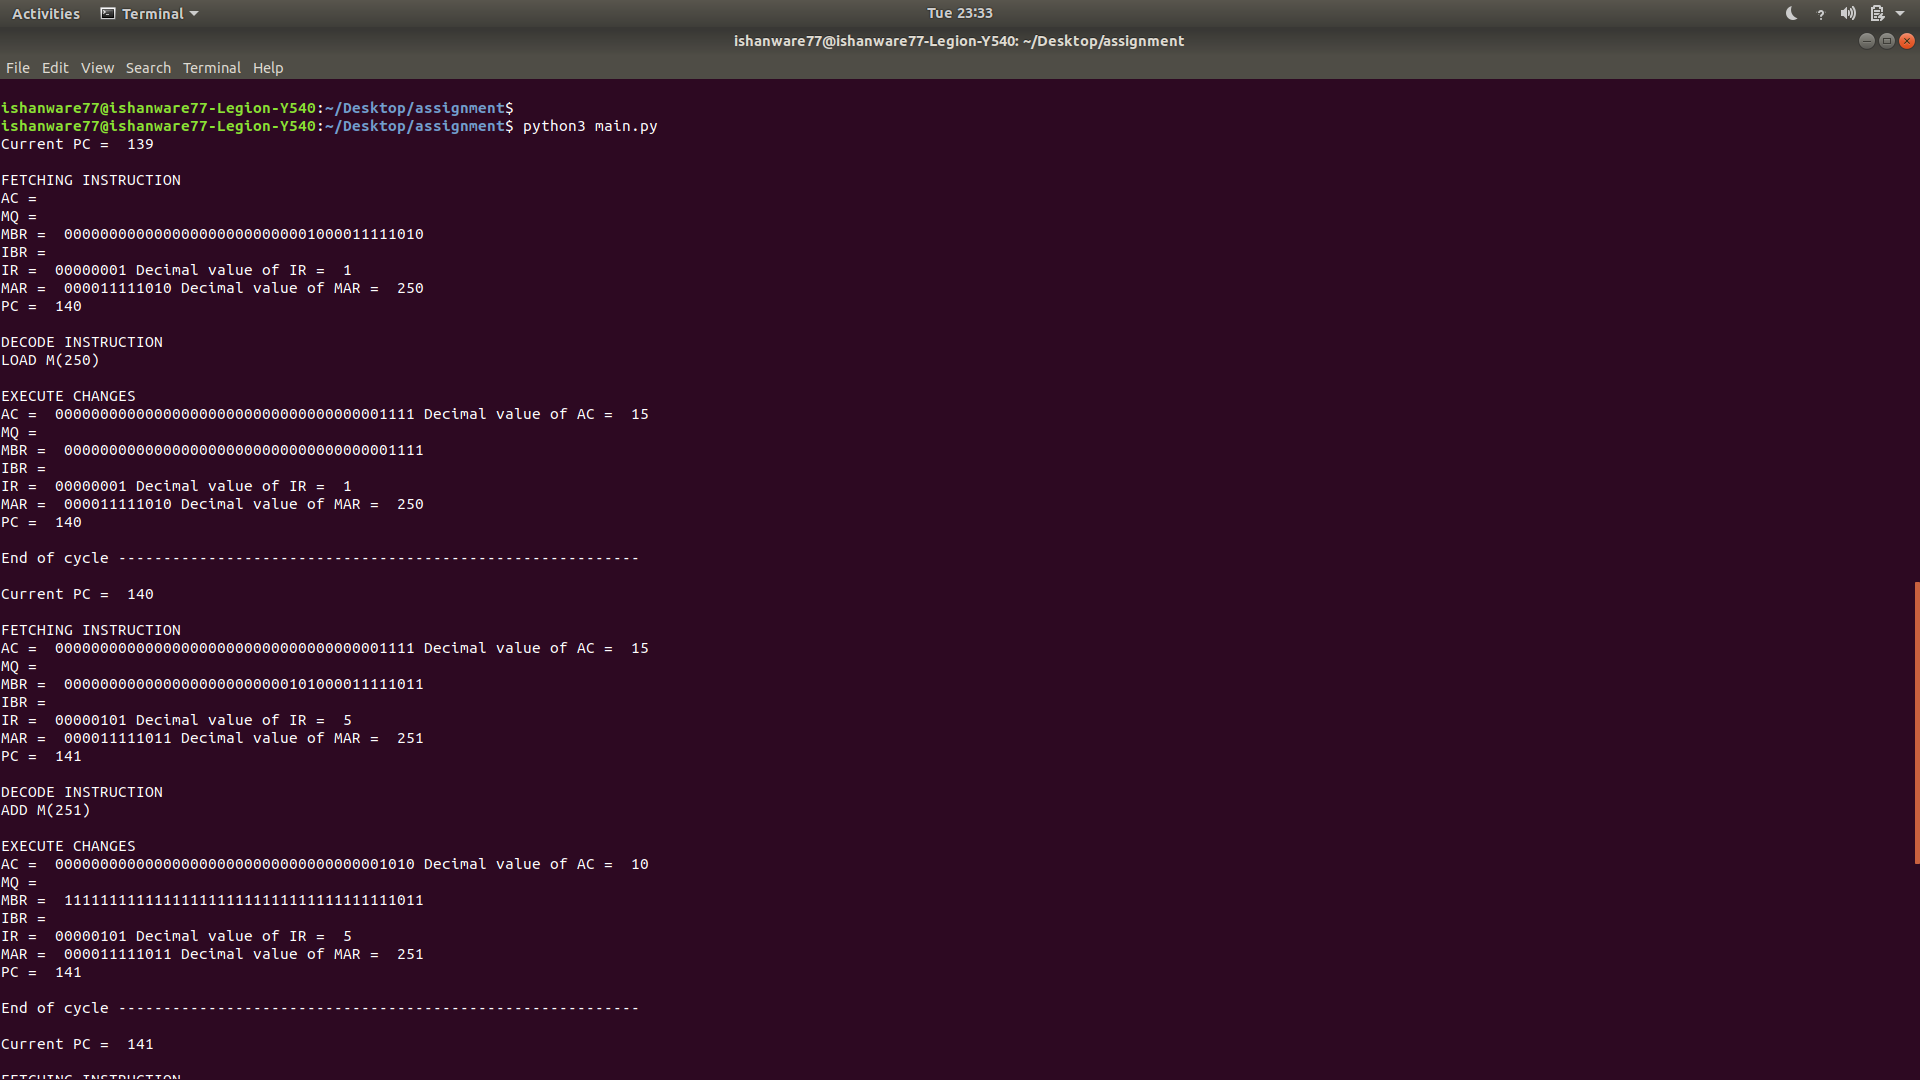 Activities Terminal
Tue 23:33
ishanware77@ishanware77-Legion-Y540: ~/Desktop/assignment
File Edit View Search Terminal Help
ishanware77@ishanware77-Legion-Y540:~/Desktop/assignment$
ishanware77@ishanware77-Legion-Y540:~/Desktop/assignment$ python3 main.py
Current PC =  139
FETCHING INSTRUCTION
AC =
MQ =
MBR =  0000000000000000000000000001000011111010
IBR =
IR =  00000001 Decimal value of IR =  1
MAR =  000011111010 Decimal value of MAR =  250
PC =  140
DECODE INSTRUCTION
LOAD M(250)
EXECUTE CHANGES
AC =  0000000000000000000000000000000000001111 Decimal value of AC =  15
MQ =
MBR =  0000000000000000000000000000000000001111
IBR =
IR =  00000001 Decimal value of IR =  1
MAR =  000011111010 Decimal value of MAR =  250
PC =  140
End of cycle ----------------------------------------------------------
Current PC =  140
FETCHING INSTRUCTION
AC =  0000000000000000000000000000000000001111 Decimal value of AC =  15
MQ =
MBR =  0000000000000000000000000101000011111011
IBR =
IR =  00000101 Decimal value of IR =  5
MAR =  000011111011 Decimal value of MAR =  251
PC =  141
DECODE INSTRUCTION
ADD M(251)
EXECUTE CHANGES
AC =  0000000000000000000000000000000000001010 Decimal value of AC =  10
MQ =
MBR =  1111111111111111111111111111111111111011
IBR =
IR =  00000101 Decimal value of IR =  5
MAR =  000011111011 Decimal value of MAR =  251
PC =  141
End of cycle ----------------------------------------------------------
Current PC =  141
FETCHING INSTRUCTION